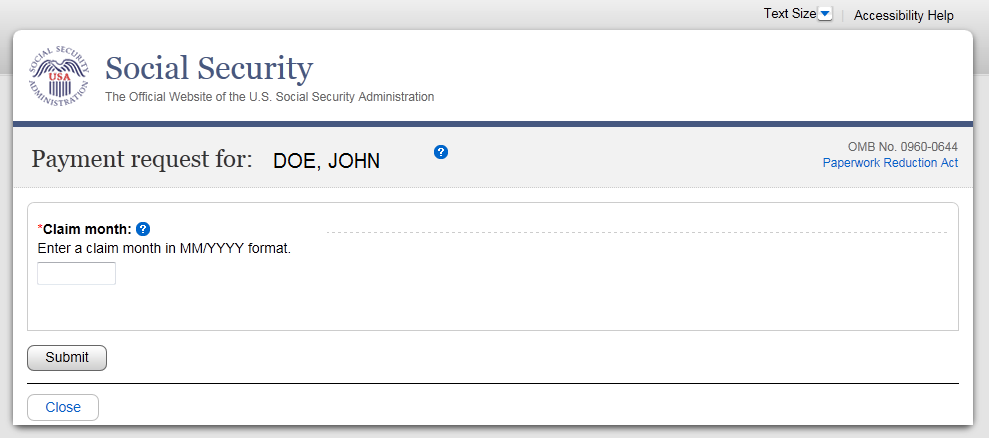 Text Size
Accessibility Help
SOCIAL SECURITY ADMINISTRATION
USA
Social Security
The Official Website of the U.S. Social Security Administration
Payment request for: DOE, JOHN ?
OMB No. 0960-0644
Paperwork Reduction Act
*Claim month: ?
Enter a claim month in MM/YYYY format.
Submit
Close